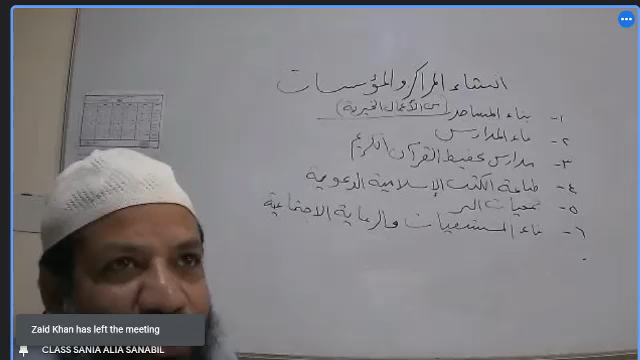 انشاء المراكز والمؤسسات
١- بناء المساجد (من الأعمال الخيرية)
٢- بناء المدارس
٣- مدارس تحفيظ القرآن الكريم
٤- طباعة الكتب الإسلامية الدعوية
٥- جمعيات البر
٦- بناء المستشفيات والرعاية الاجتماعية
Zaid Khan has left the meeting
CLASS SANIA ALIA SANABIL